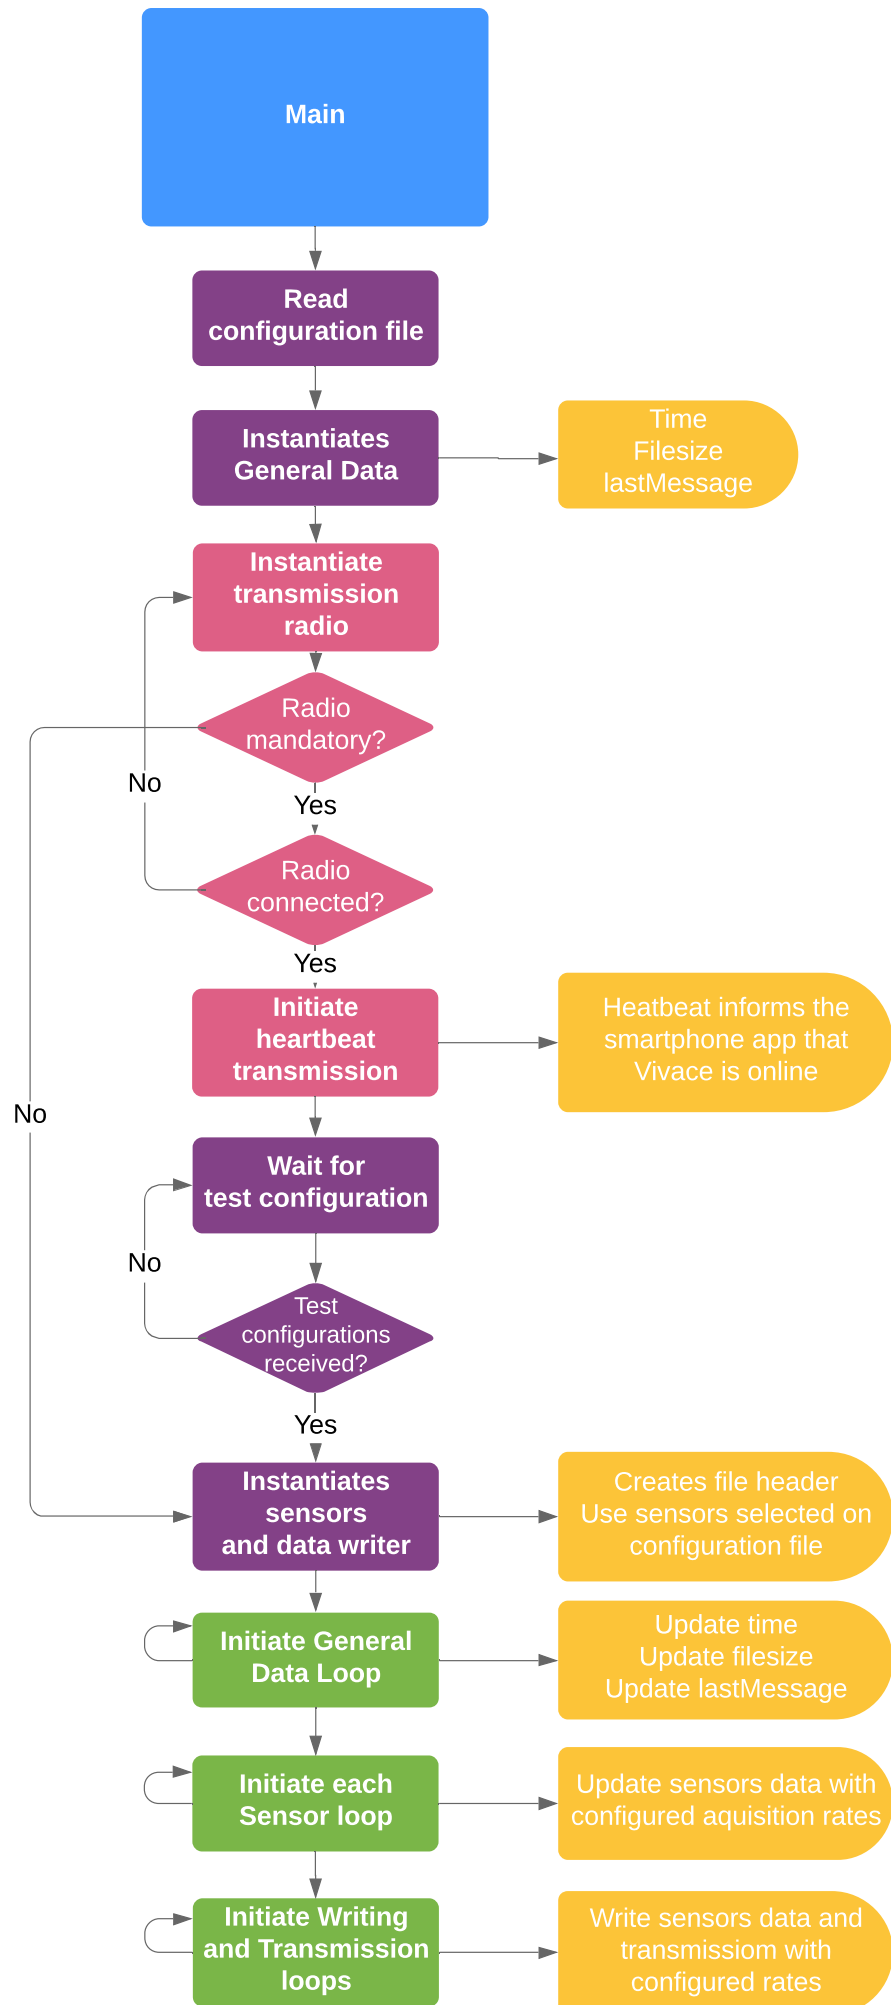 Main
Read
configuration file
Instantiates
General Data
Time
Filesize
lastMessage
Instantiate
transmission
radio
Radio
mandatory?
No
Yes
Radio
connected?
Yes
Initiate
heartbeat
transmission
Heatbeat informs the
smartphone app that
Vivace is online
No
Wait for
test configuration
No
Test
configurations
received?
Yes
Instantiates
sensors
and data writer
Creates file header
Use sensors selected on
configuration file
Initiate General
Data Loop
Update time
Update filesize
Update lastMessage
Initiate each
Sensor loop
Update sensors data with
configured aquisition rates
Initiate Writing
and Transmission
loops
Write sensors data and
transmissiom with
configured rates